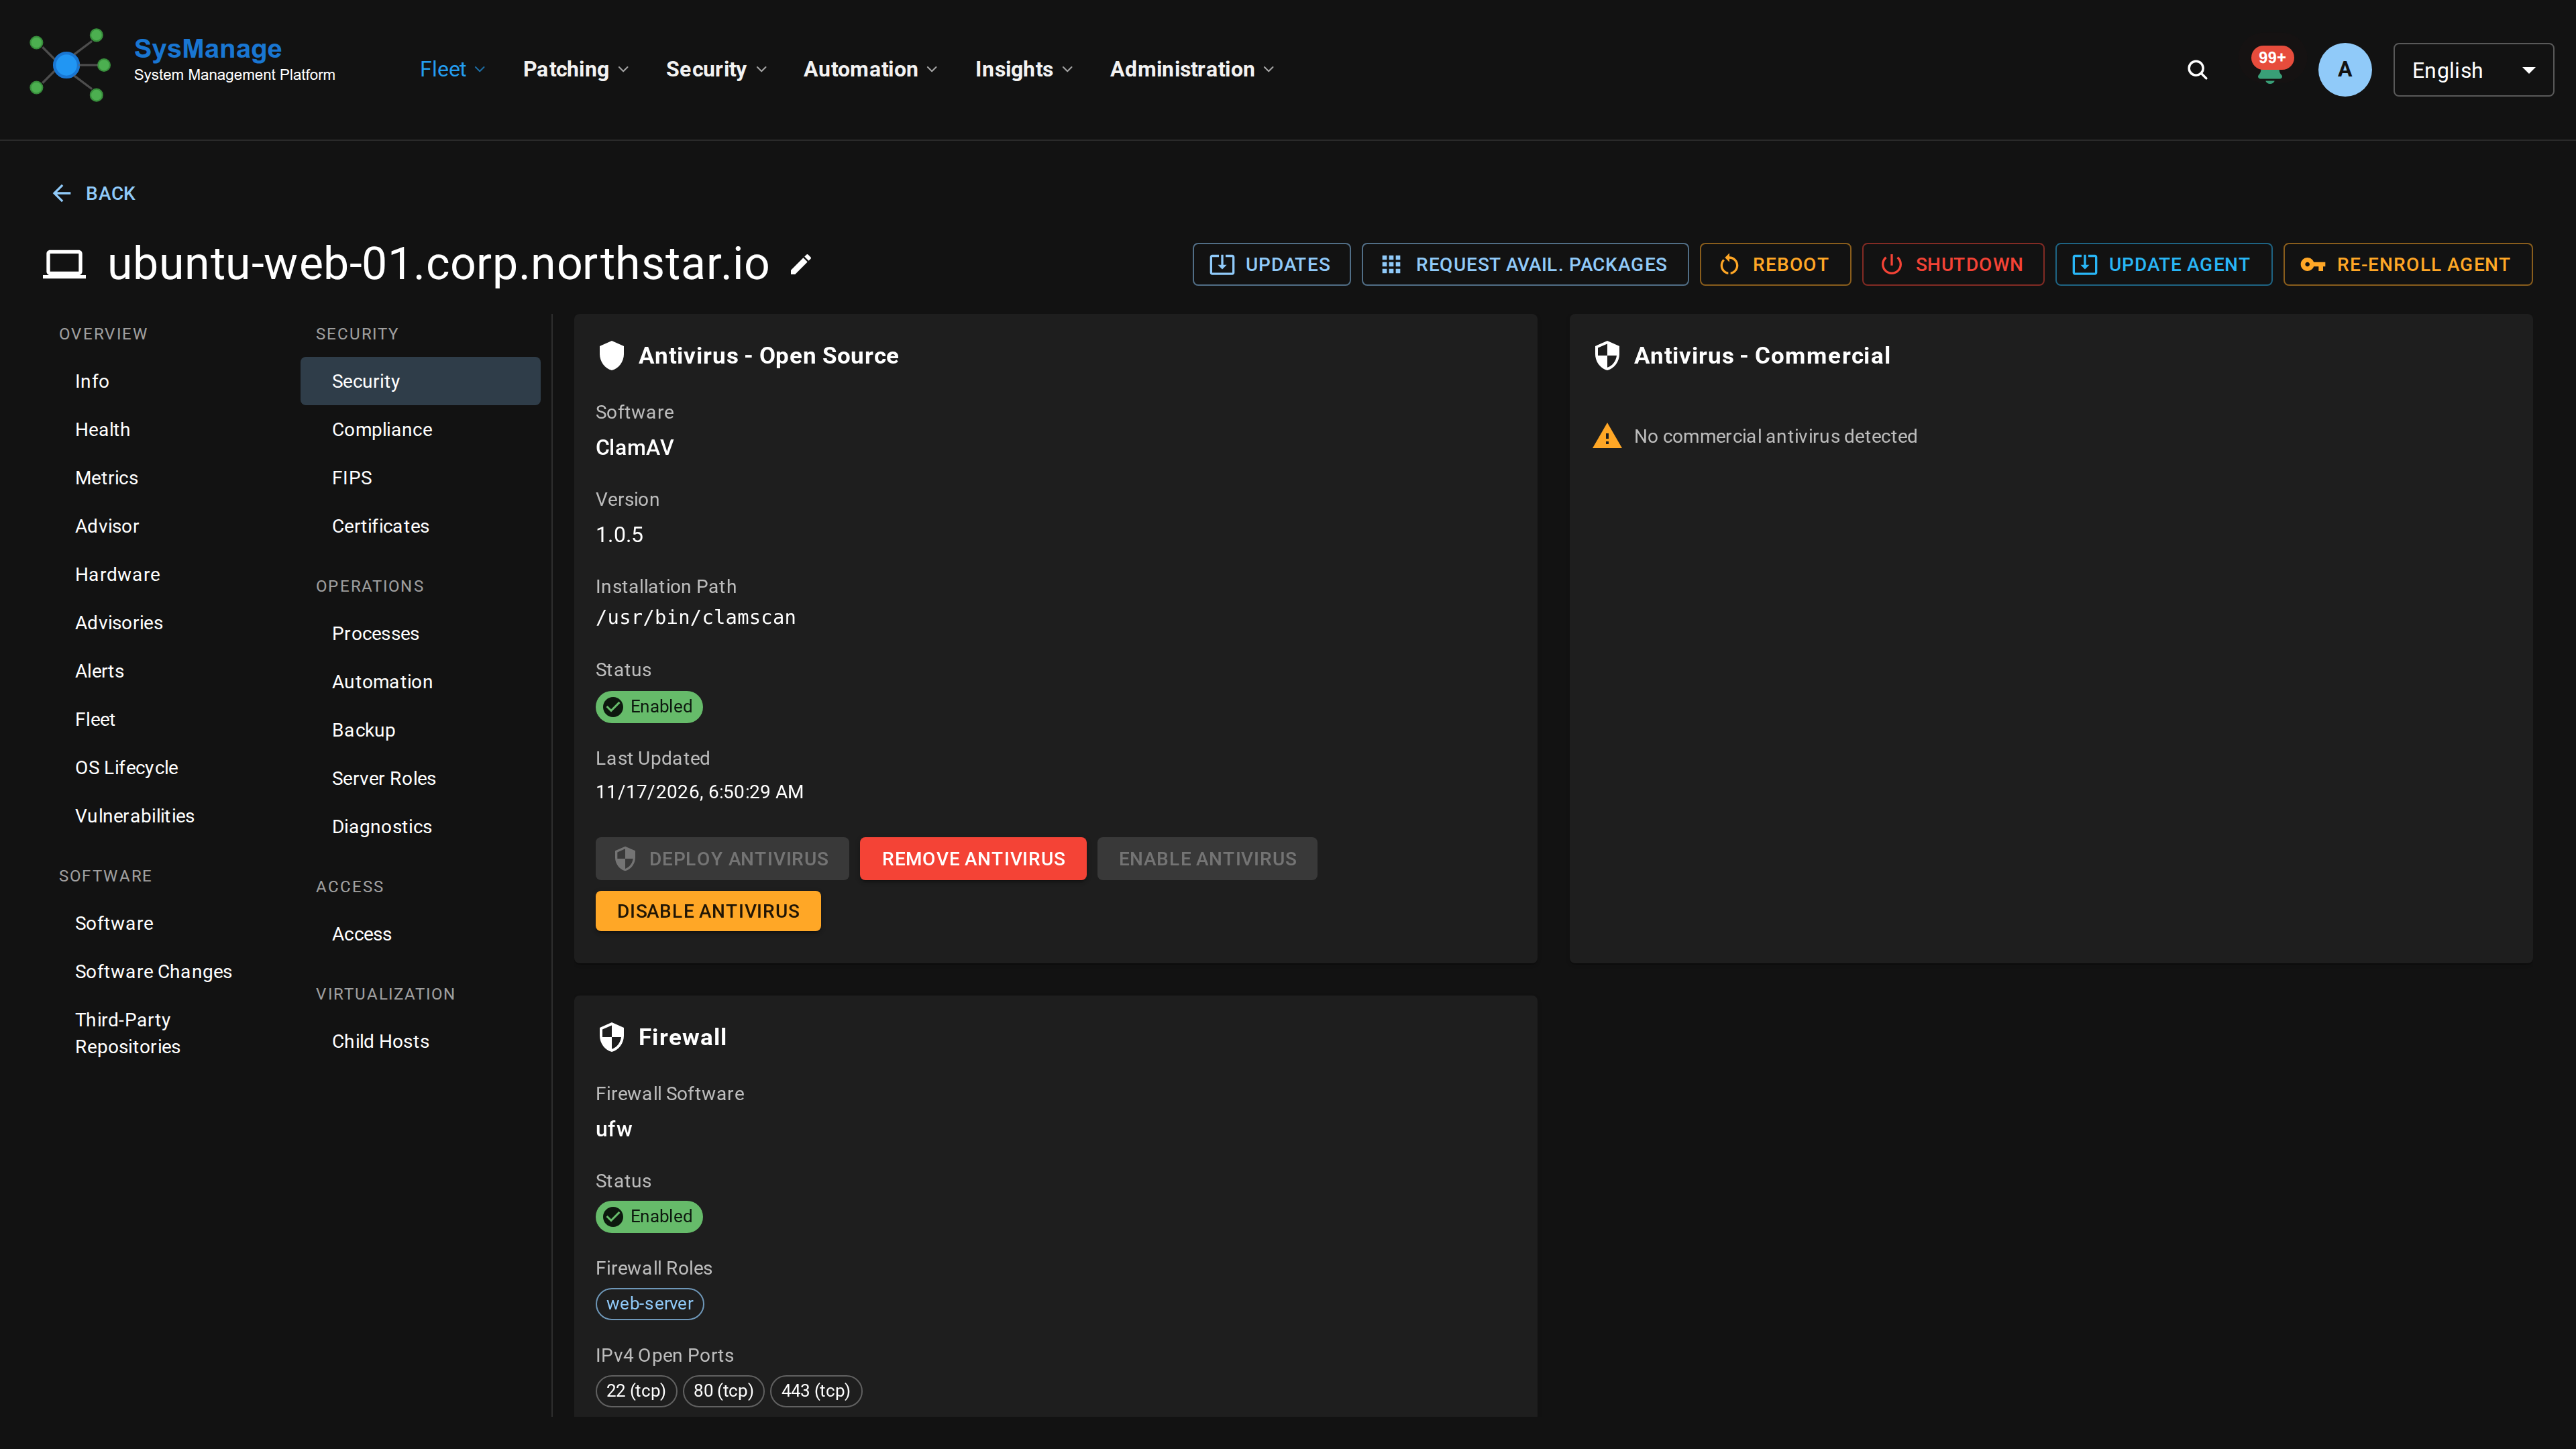 SysManage
System Management Platform
Fleet
Patching
Security
Automation
Insights
Administration
99+
A
English
BACK
ubuntu-web-01.corp.northstar.io
UPDATES
REQUEST AVAIL. PACKAGES
REBOOT
SHUTDOWN
UPDATE AGENT
RE-ENROLL AGENT
OVERVIEW
Info
Health
Metrics
Advisor
Hardware
Advisories
Alerts
Fleet
OS Lifecycle
Vulnerabilities
SOFTWARE
Software
Software Changes
Third-Party
Repositories
SECURITY
Security
Compliance
FIPS
Certificates
OPERATIONS
Processes
Automation
Backup
Server Roles
Diagnostics
ACCESS
Access
VIRTUALIZATION
Child Hosts
Antivirus - Open Source
Software
ClamAV
Version
1.0.5
Installation Path
/usr/bin/clamscan
Status
Enabled
Last Updated
11/17/2026, 6:50:29 AM
DEPLOY ANTIVIRUS
REMOVE ANTIVIRUS
ENABLE ANTIVIRUS
DISABLE ANTIVIRUS
Antivirus - Commercial
No commercial antivirus detected
Firewall
Firewall Software
ufw
Status
Enabled
Firewall Roles
web-server
IPv4 Open Ports
22 (tcp)
80 (tcp)
443 (tcp)